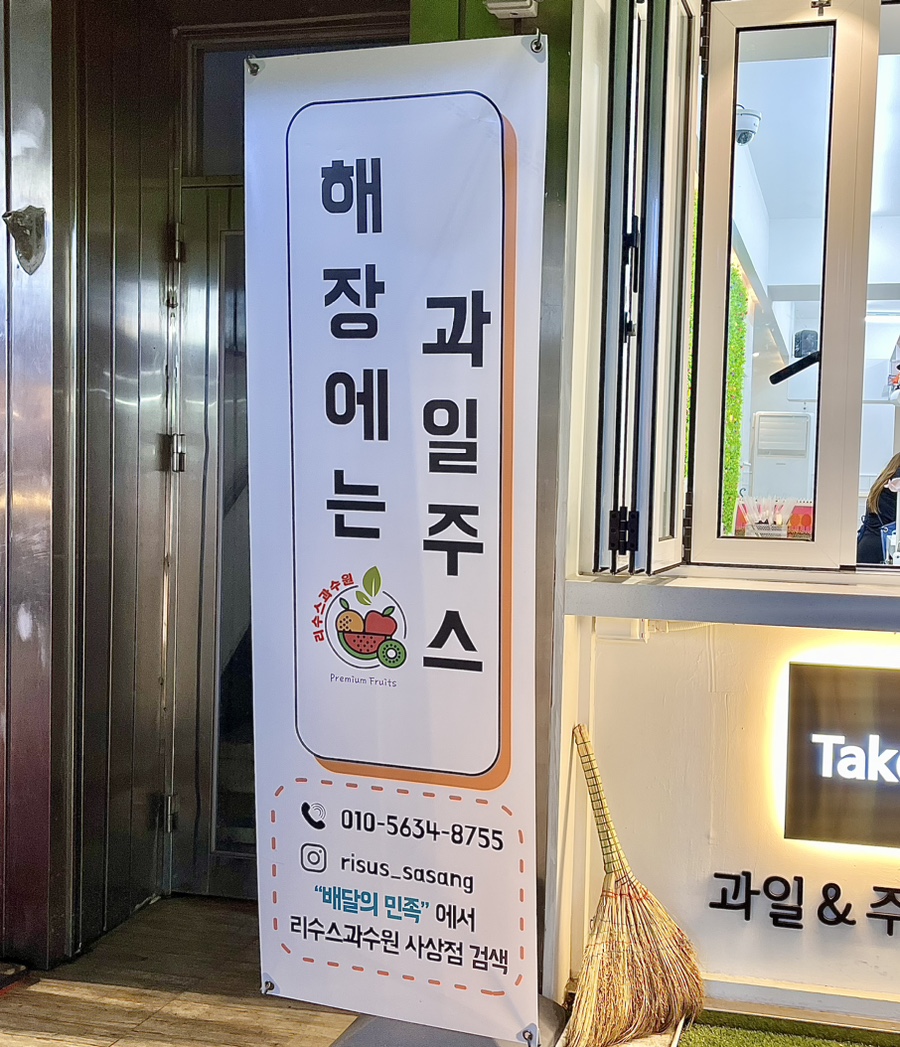 해장에는
과일주스
리수스과수원
Premium Fruits
010-5634-8755
risus_sasang
“배달의 민족” 에서
리수스과수원 사상점 검색
Take
과일 & 주